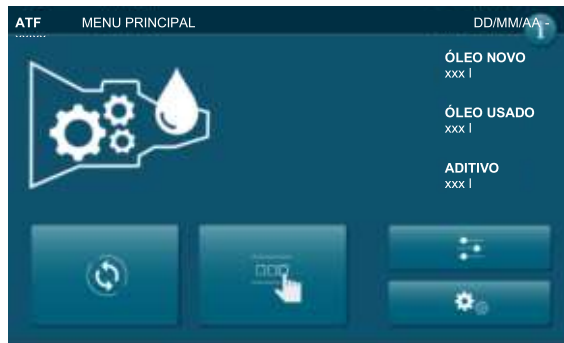 ATF MENU PRINCIPAL DD/MM/AA -
ÓLEO NOVO
xxx l
ÓLEO USADO
xxx l
ADITIVO
xxx l